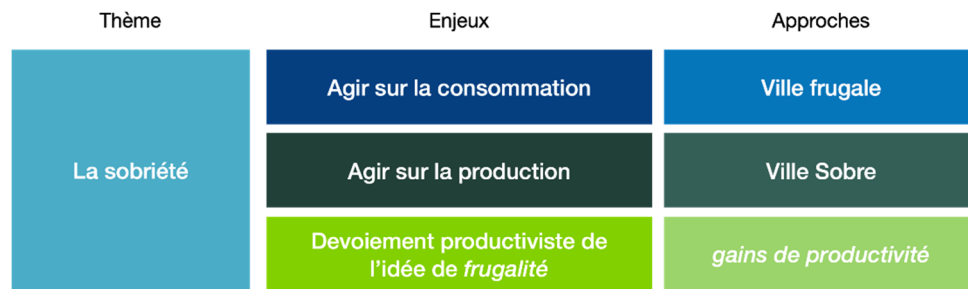 Thème
Enjeux
Approches
La sobriété
Agir sur la consommation
Ville frugale
Agir sur la production
Ville Sobre
Devoiement productiviste de
l'idée de frugalité
gains de productivité